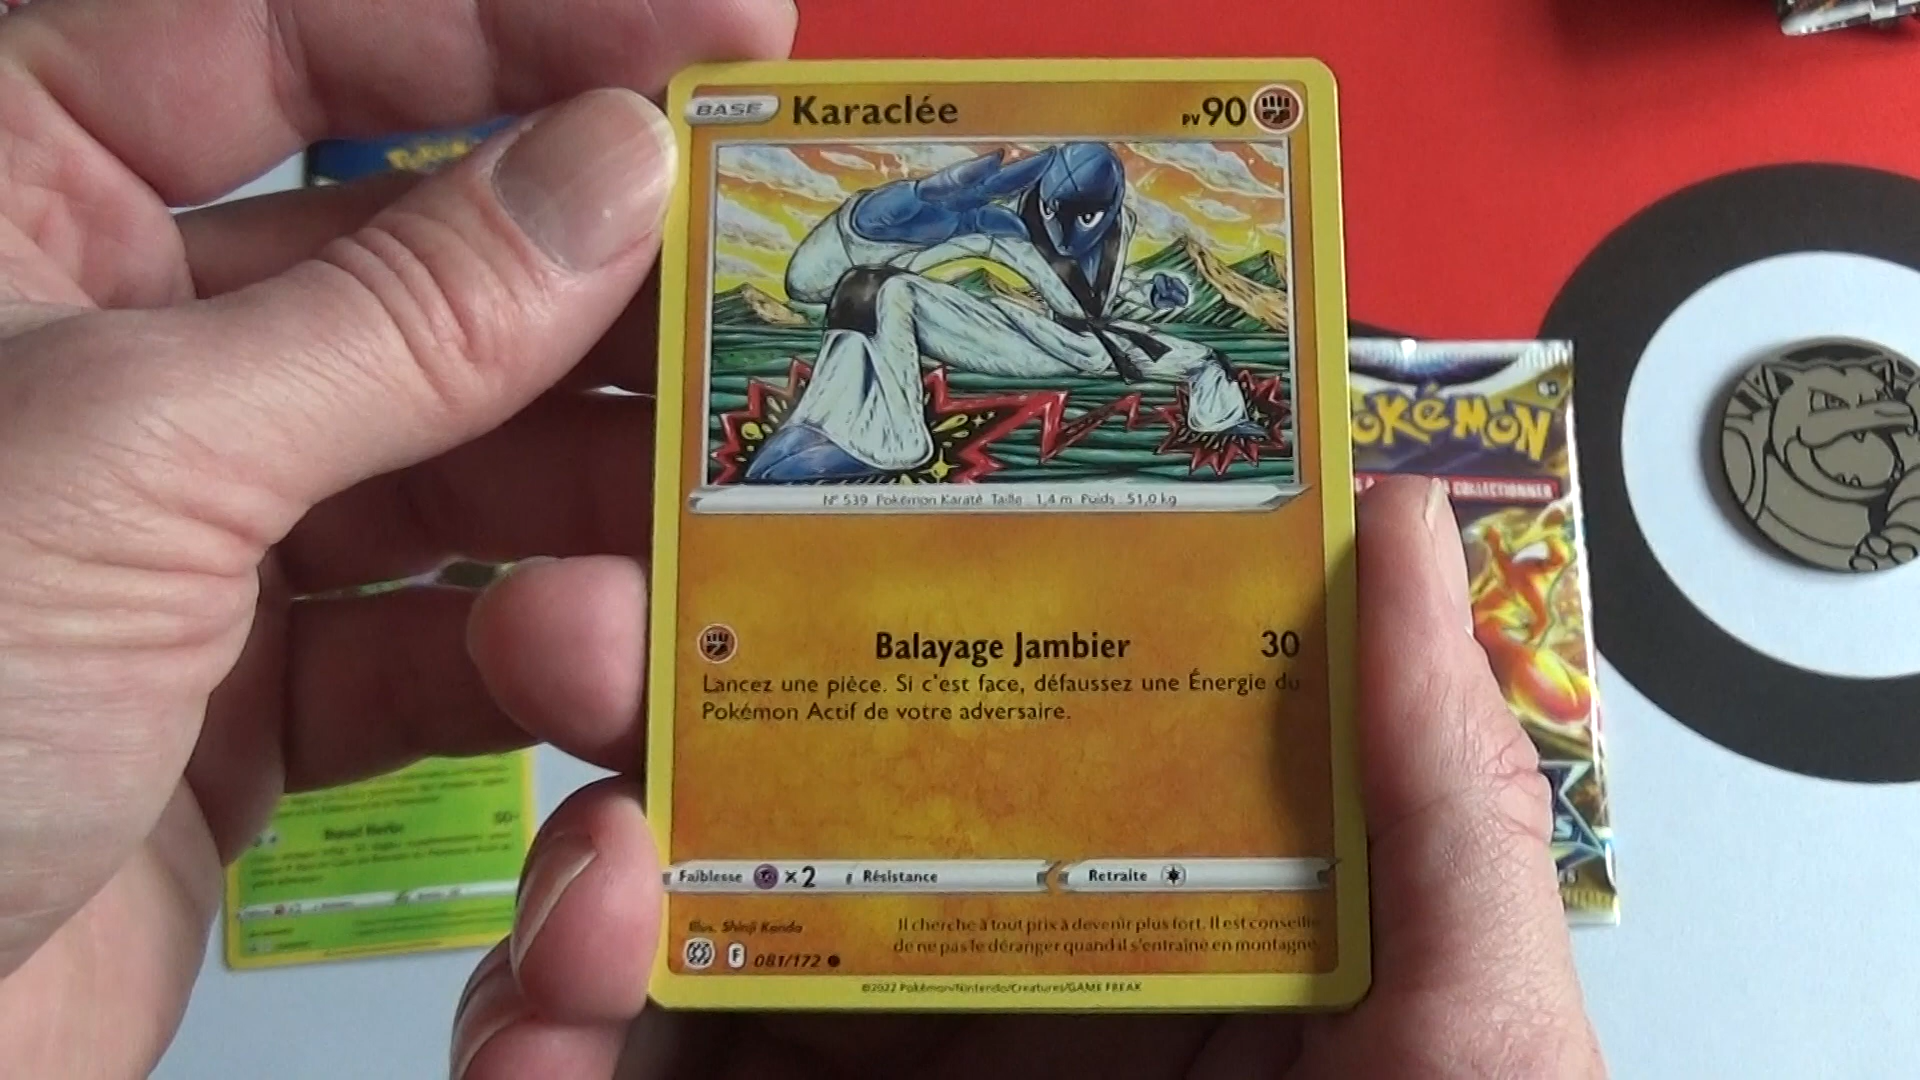 BASE Karaclée PV 90
N° 539 Pokémon Karaté Taille : 1,4 m Poids : 51,0 kg
Balayage Jambier 30
Lancez une pièce. Si c'est face, défaussez une Énergie du
Pokémon Actif de votre adversaire.
Faiblesse ×2 Résistance Retraite
Illus. Shinji Kanda
Il cherche à tout prix à devenir plus fort. Il est conseillé
de ne pas le déranger quand il s'entraîne en montagne.
F 081/172
©2022 Pokémon/Nintendo/Creatures/GAME FREAK
POKÉMON
COLLECTIONNER
50+